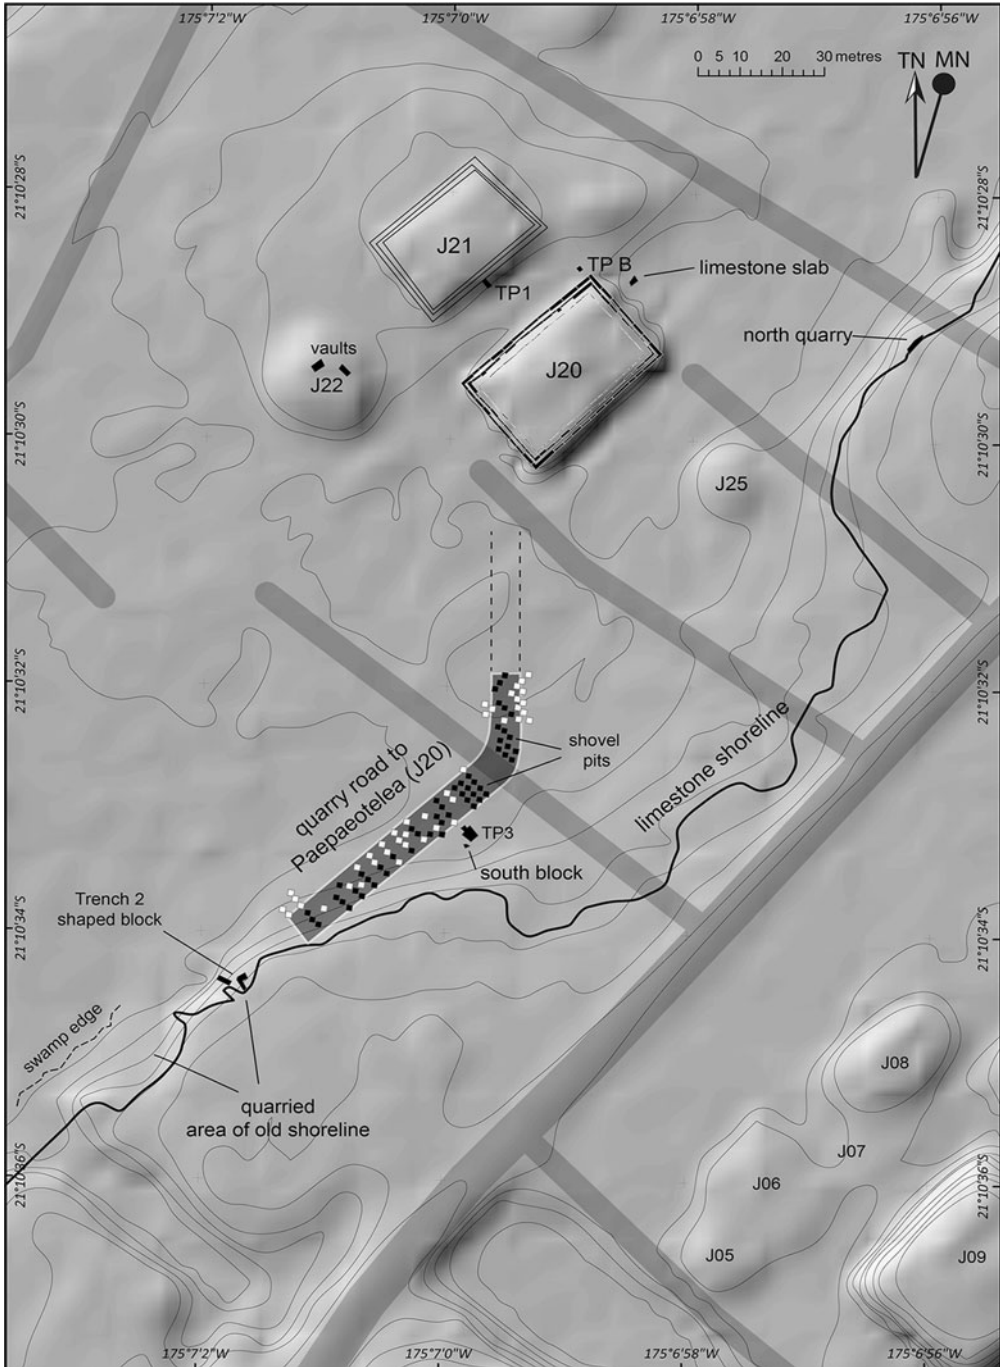 175°7'2"W
175°7'0"W
175°6'58"W
175°6'56"W
0 5 10 20 30 metres
TN MN
21°10'28"S
21°10'28"S
J21
TP B
limestone slab
TP1
north quarry
vaults
J22
J20
21°10'30"S
21°10'30"S
J25
21°10'32"S
21°10'32"S
quarry road to
Paepaeotelea (J20)
shovel
pits
limestone shoreline
TP3
south block
Trench 2
shaped block
21°10'34"S
21°10'34"S
swamp edge
quarried
area of old shoreline
J08
J07
J06
J05
J09
21°10'36"S
21°10'36"S
175°7'2"W
175°7'0"W
175°6'58"W
175°6'56"W